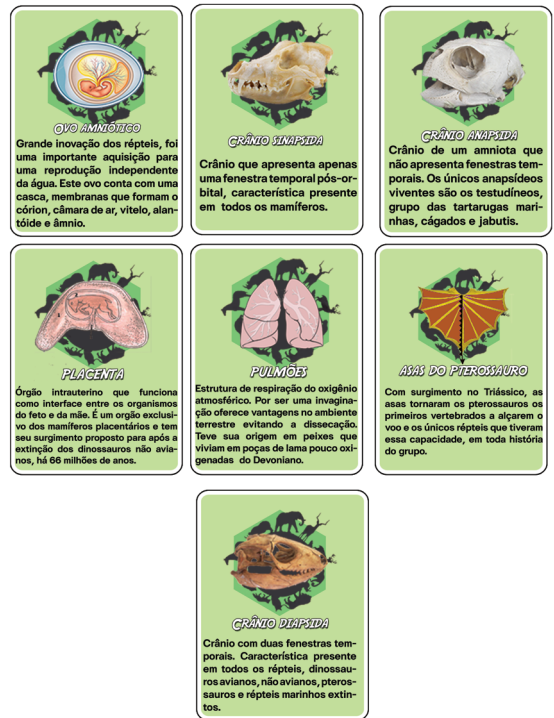 OVO AMNIÓTICO
Grande inovação dos répteis, foi
uma importante aquisição para
uma reprodução independente
da água. Este ovo conta com uma
casca, membranas que formam o
córion, câmara de ar, vitelo, alan-
tóide e âmnio.
CRÂNIO SINAPSIDA
Crânio que apresenta apenas
uma fenestra temporal pós-or-
bital, característica presente
em todos os mamíferos.
CRÂNIO ANAPSIDA
Crânio de um amniota que
não apresenta fenestras tem-
porais. Os únicos anapsídeos
viventes são os testudíneos,
grupo das tartarugas mari-
nhas, cágados e jabutis.
PLACENTA
Órgão intrauterino que funciona
como interface entre os organismos
do feto e da mãe. É um orgão exclusi-
vo dos mamíferos placentários e tem
seu surgimento proposto para após a
extinção dos dinossauros não avia-
nos, há 66 milhões de anos.
PULMÕES
Estrutura de respiração do oxigênio
atmosférico. Por ser uma invagina-
ção oferece vantagens no ambiente
terrestre evitando a dissecação.
Teve sua origem em peixes que
viviam em poças de lama pouco oxi-
genadas do Devoniano.
ASAS DO PTEROSSAURO
Com surgimento no Triássico, as
asas tornaram os pterossauros os
primeiros vertebrados a alçarem o
voo e os únicos répteis que tiveram
essa capacidade, em toda história
do grupo.
CRÂNIO DIAPSIDA
Crânio com duas fenestras tem-
porais. Característica presente
em todos os répteis, dinossau-
ros avianos, não avianos, pteros-
sauros e répteis marinhos extin-
tos.